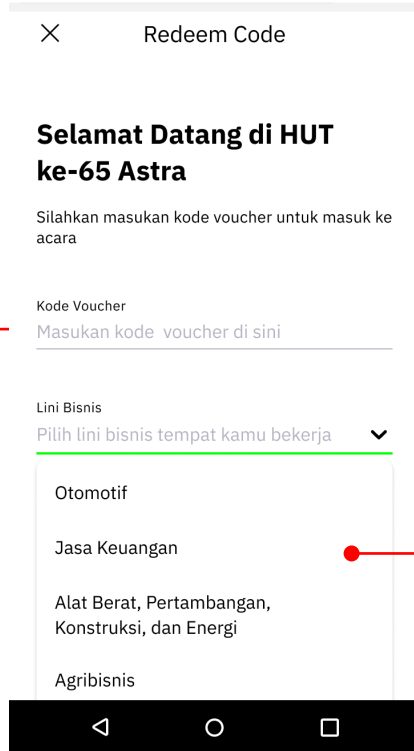 Redeem Code
Selamat Datang di HUT
ke-65 Astra
Silahkan masukan kode voucher untuk masuk ke
acara
Kode Voucher
Masukan kode  voucher di sini
Lini Bisnis
Pilih lini bisnis tempat kamu bekerja
Otomotif
Jasa Keuangan
Alat Berat, Pertambangan,
Konstruksi, dan Energi
Agribisnis